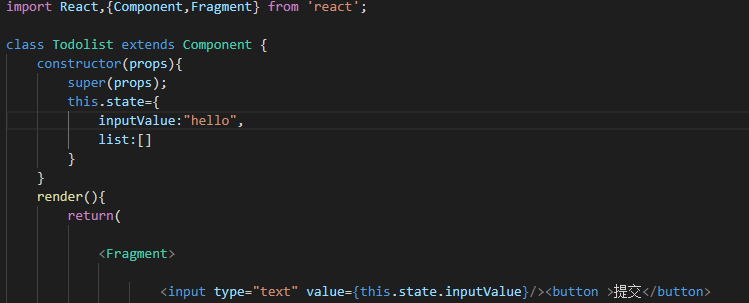 import React,{Component,Fragment} from 'react';
class Todolist extends Component {
constructor(props){
super(props);
this.state={
inputValue:"hello",
list:[]
}
}
render(){
return(
<Fragment>
<input type="text" value={this.state.inputValue}/><button >提交</button>